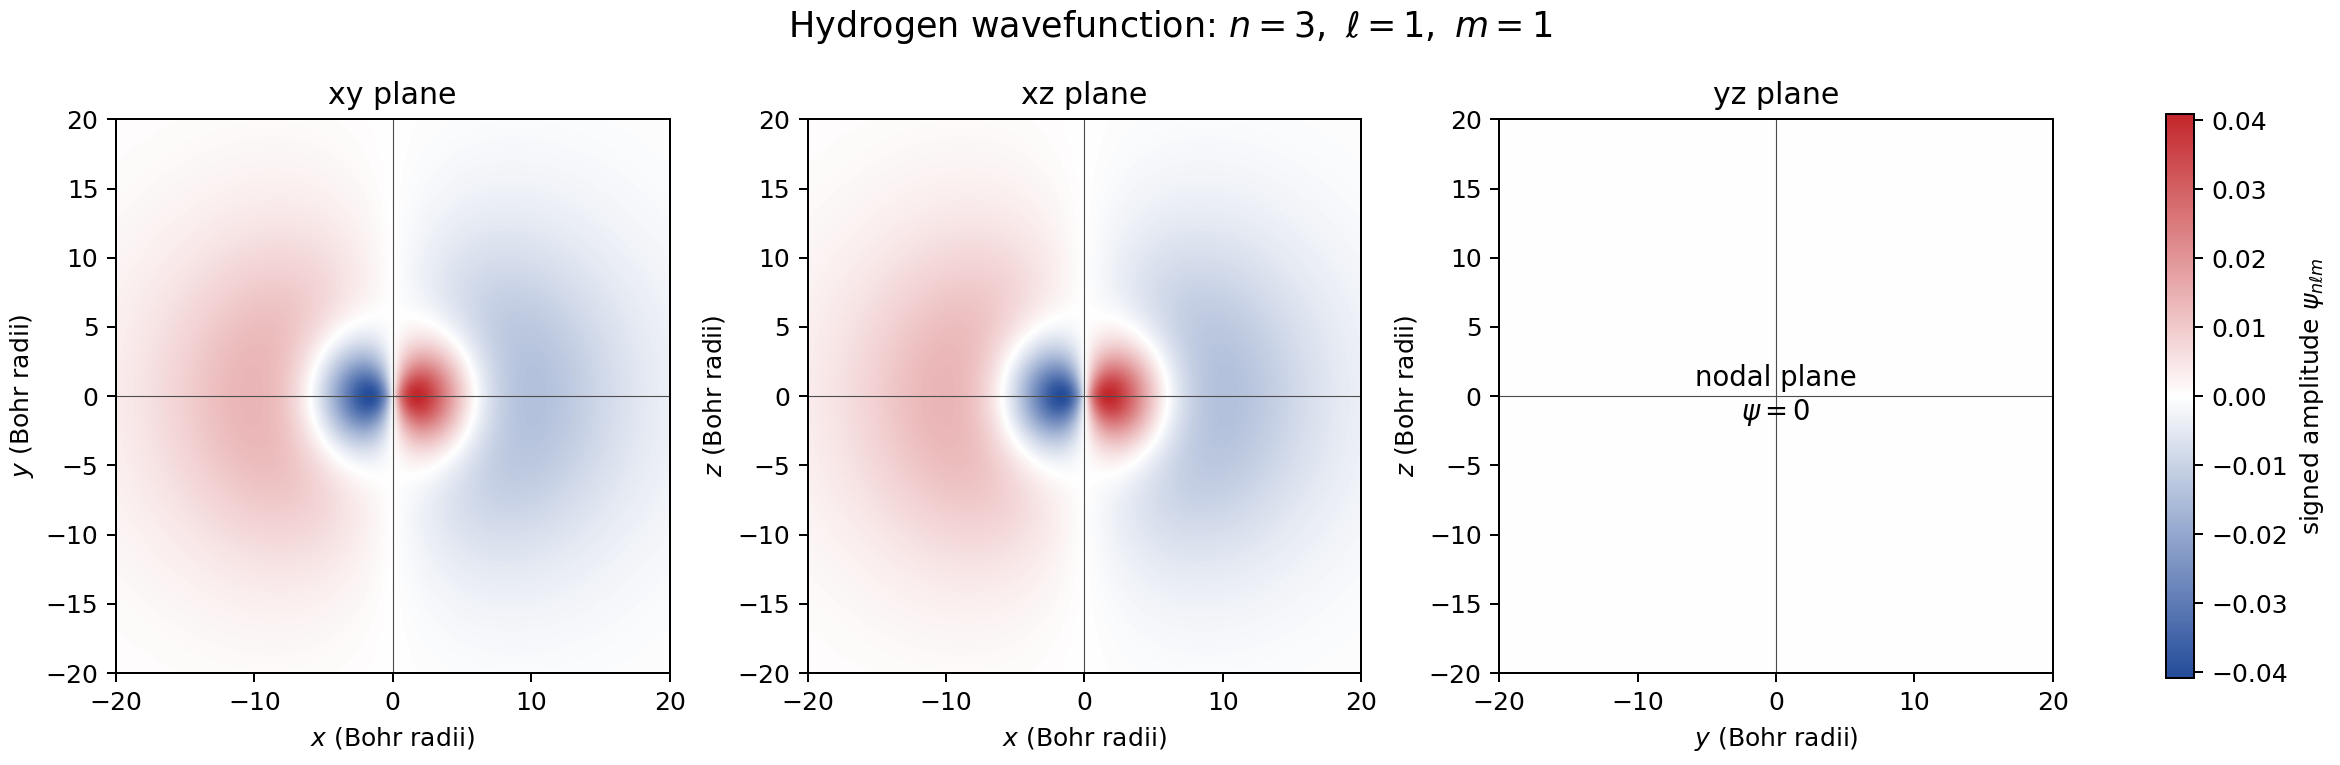 Hydrogen wavefunction: n = 3, ℓ = 1, m = 1
xy plane
20
15
10
5
0
−5
−10
−15
−20
y (Bohr radii)
−20 −10 0 10 20
x (Bohr radii)
xz plane
20
15
10
5
0
−5
−10
−15
−20
z (Bohr radii)
−20 −10 0 10 20
x (Bohr radii)
yz plane
20
15
10
5
0
−5
−10
−15
−20
z (Bohr radii)
nodal plane
ψ = 0
−20 −10 0 10 20
y (Bohr radii)
0.04
0.03
0.02
0.01
0.00
−0.01
−0.02
−0.03
−0.04
signed amplitude ψnℓm